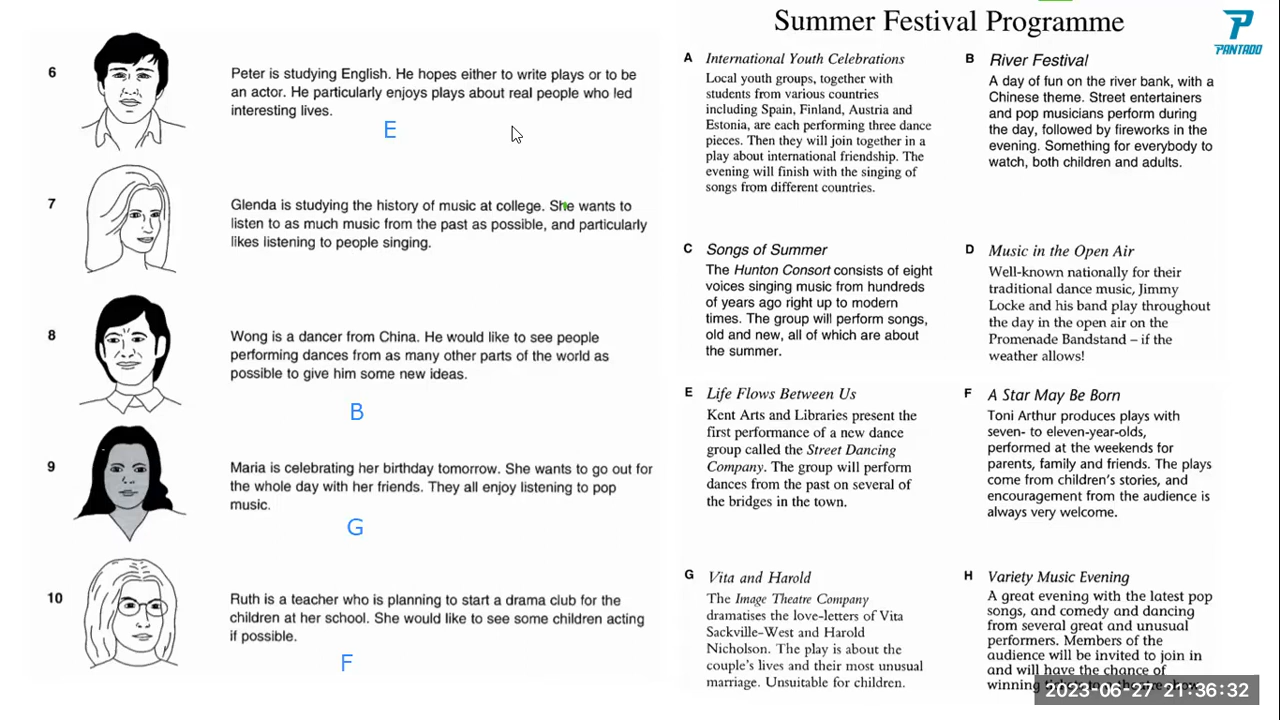 Summer Festival Programme
PANTADO
6
Peter is studying English. He hopes either to write plays or to be
an actor. He particularly enjoys plays about real people who led
interesting lives.
E
7
Glenda is studying the history of music at college. She wants to
listen to as much music from the past as possible, and particularly
likes listening to people singing.
8
Wong is a dancer from China. He would like to see people
performing dances from as many other parts of the world as
possible to give him some new ideas.
B
9
Maria is celebrating her birthday tomorrow. She wants to go out for
the whole day with her friends. They all enjoy listening to pop
music.
G
10
Ruth is a teacher who is planning to start a drama club for the
children at her school. She would like to see some children acting
if possible.
F
A International Youth Celebrations
Local youth groups, together with
students from various countries
including Spain, Finland, Austria and
Estonia, are each performing three dance
pieces. Then they will join together in a
play about international friendship. The
evening will finish with the singing of
songs from different countries.
B River Festival
A day of fun on the river bank, with a
Chinese theme. Street entertainers
and pop musicians perform during
the day, followed by fireworks in the
evening. Something for everybody to
watch, both children and adults.
C Songs of Summer
The Hunton Consort consists of eight
voices singing music from hundreds
of years ago right up to modern
times. The group will perform songs,
old and new, all of which are about
the summer.
D Music in the Open Air
Well-known nationally for their
traditional dance music, Jimmy
Locke and his band play throughout
the day in the open air on the
Promenade Bandstand – if the
weather allows!
E Life Flows Between Us
Kent Arts and Libraries present the
first performance of a new dance
group called the Street Dancing
Company. The group will perform
dances from the past on several of
the bridges in the town.
F A Star May Be Born
Toni Arthur produces plays with
seven- to eleven-year-olds,
performed at the weekends for
parents, family and friends. The plays
come from children's stories, and
encouragement from the audience is
always very welcome.
G Vita and Harold
The Image Theatre Company
dramatises the love-letters of Vita
Sackville-West and Harold
Nicholson. The play is about the
couple's lives and their most unusual
marriage. Unsuitable for children.
H Variety Music Evening
A great evening with the latest pop
songs, and comedy and dancing
from several great and unusual
performers. Members of the
audience will be invited to join in
and will have the chance of
winning
2023-06-27 21:36:32